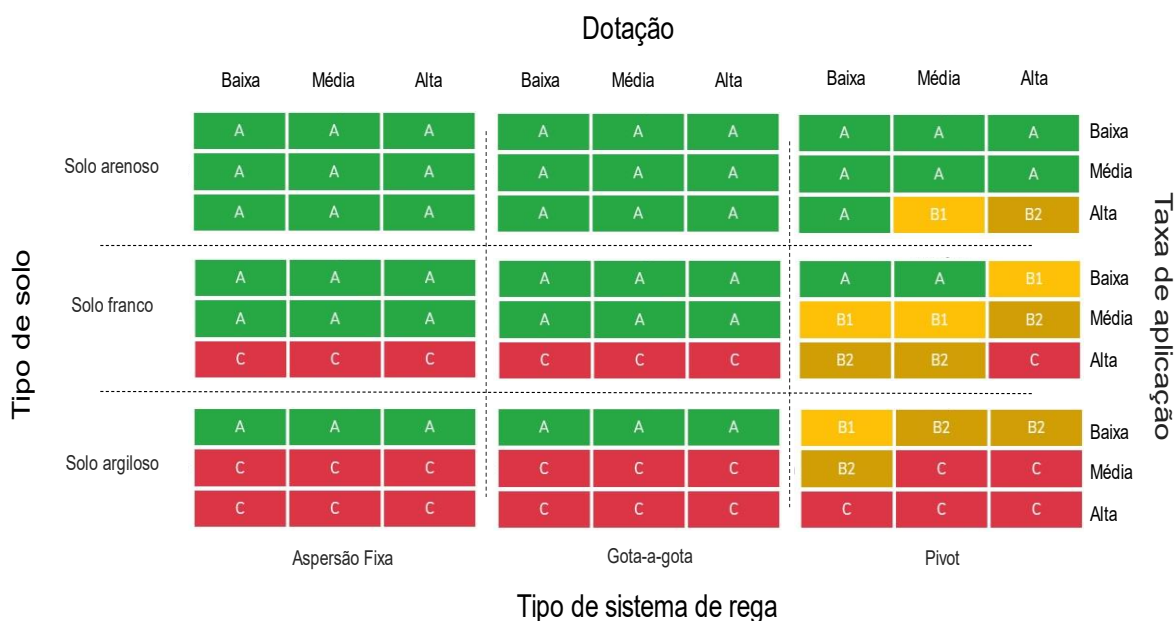 Dotação
Baixa Média Alta Baixa Média Alta Baixa Média Alta
A A A A A A A A A Baixa
Solo arenoso A A A A A A A A A Média
A A A A A A A B1 B2 Alta
A A A A A A A A B1 Baixa
Solo franco A A A A A A B1 B1 B2 Média
C C C C C C B2 B2 C Alta
A A A A A A B1 B2 B2 Baixa
Solo argiloso C C C C C C B2 C C Média
C C C C C C C C C Alta
Aspersão Fixa Gota-a-gota Pivot
Tipo de sistema de rega
Tipo de solo
Taxa de aplicação